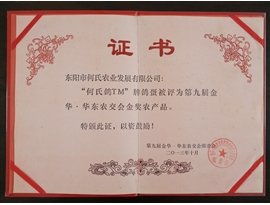 证书
东阳市何氏农业发展有限公司：
“何氏鸽TM”牌鸽蛋被评为第九届金
华·华东农交会金奖农产品。
特颁此证，以资鼓励！
第九届金华·华东农交会组委会
二〇一三年十月